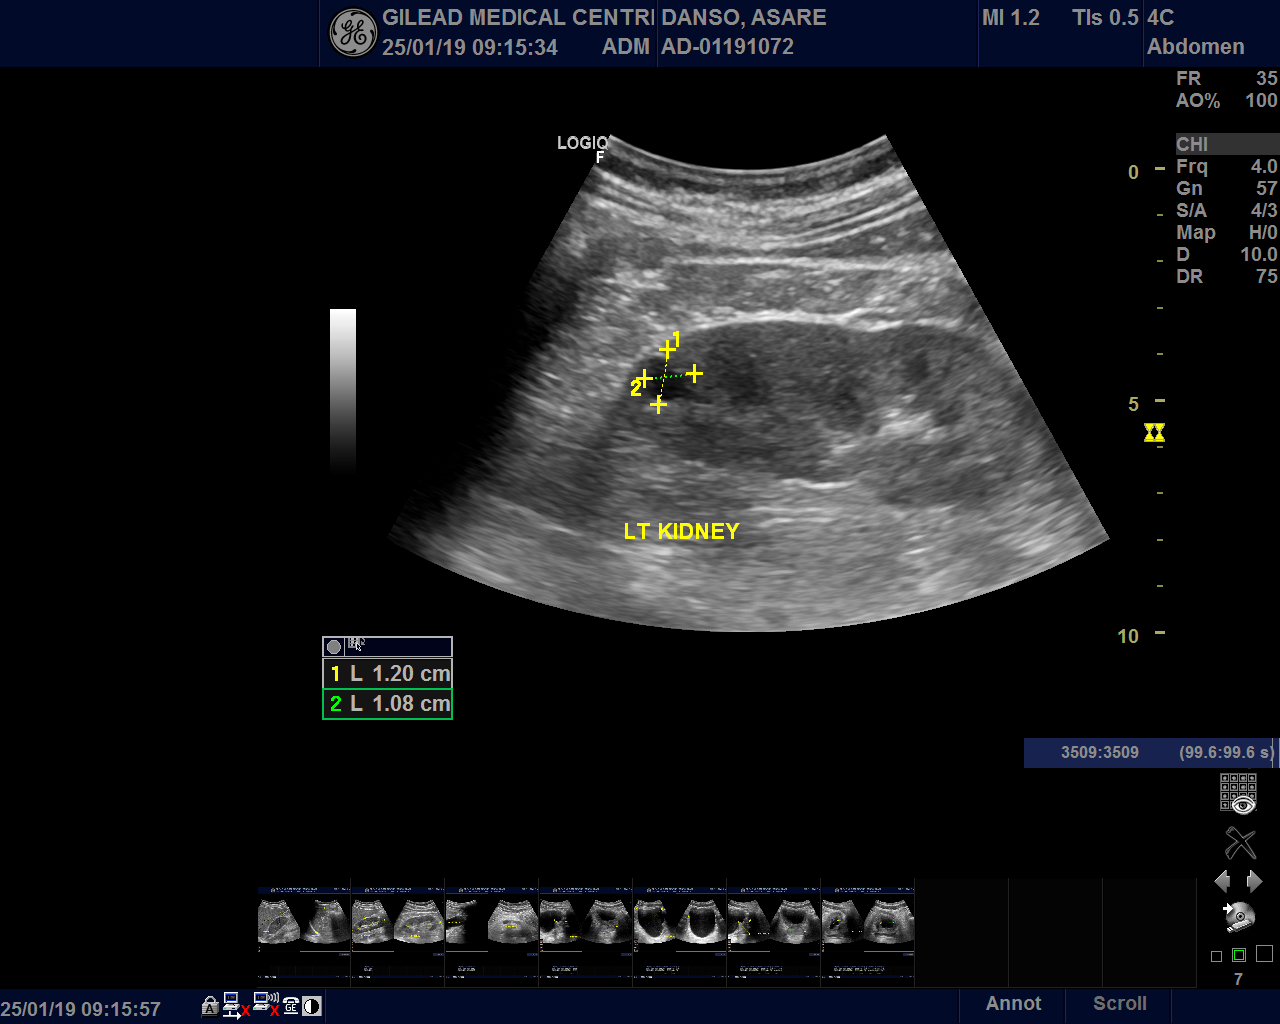 GILEAD MEDICAL CENTR
DANSO, ASARE
MI 1.2 TIs 0.5
4C
25/01/19 09:15:34 ADM
AD-01191072
Abdomen
FR 35
AO% 100
CHI
Frq 4.0
Gn 57
S/A 4/3
Map H/0
D 10.0
DR 75
LOGIQ
F
0
5
10
1
2
LT KIDNEY
1 L 1.20 cm
2 L 1.08 cm
3509:3509 (99.6:99.6 s)
7
25/01/19 09:15:57
Annot
Scroll